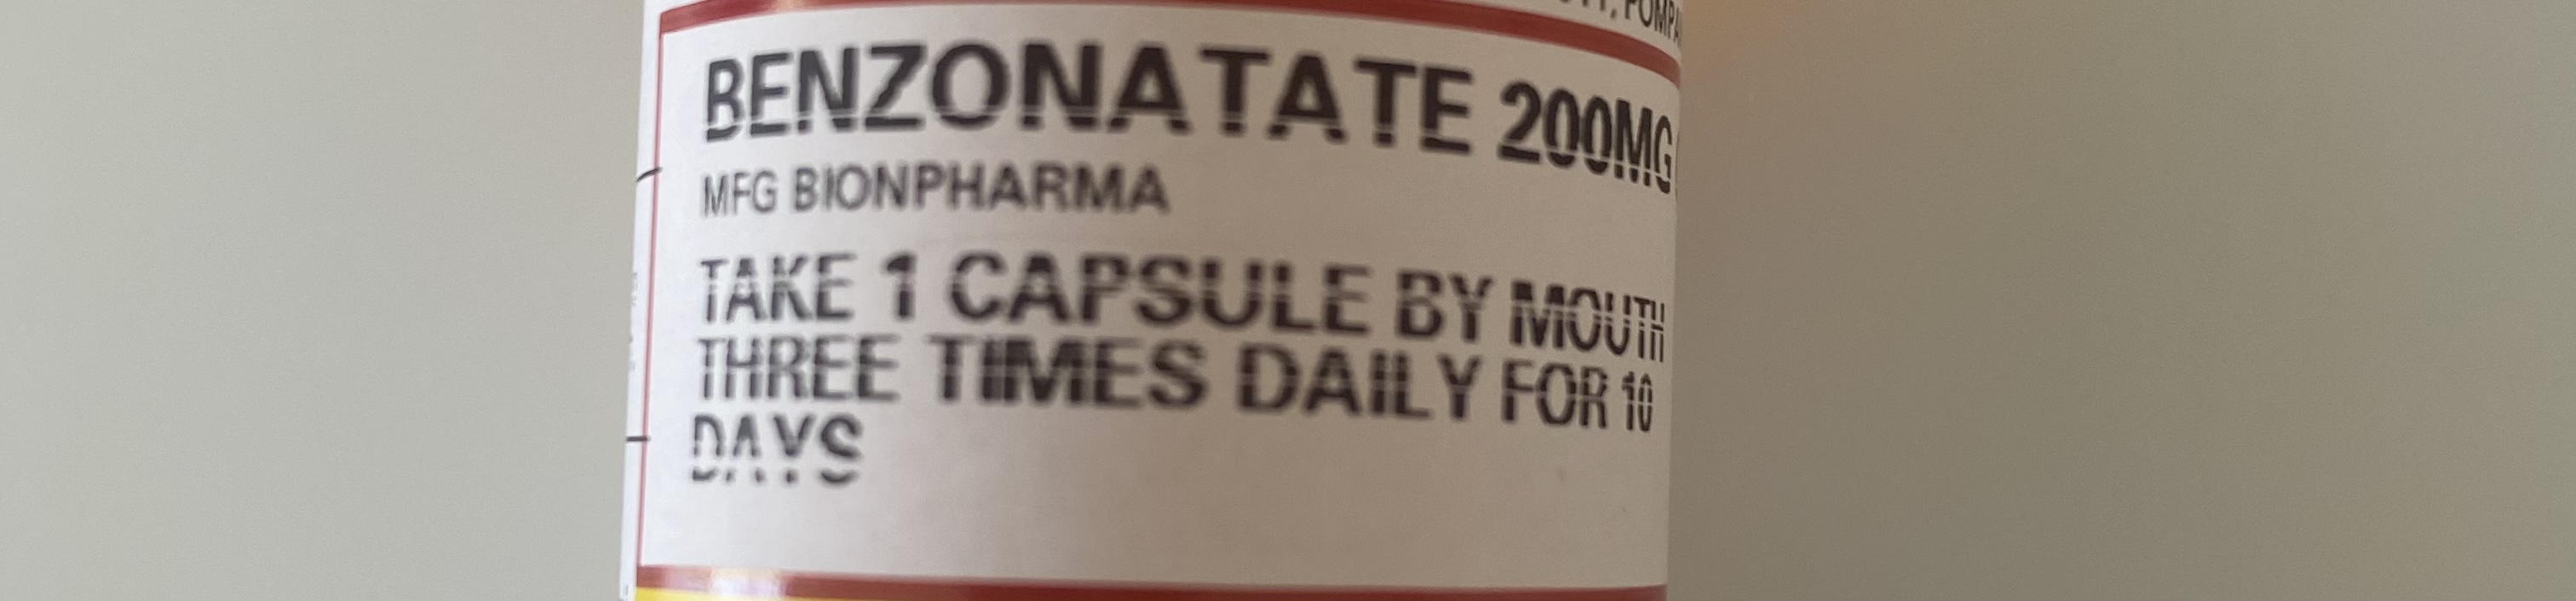 BENZONATATE 200MG
MFG BIONPHARMA
TAKE 1 CAPSULE BY MOUTH
THREE TIMES DAILY FOR 10
DAYS